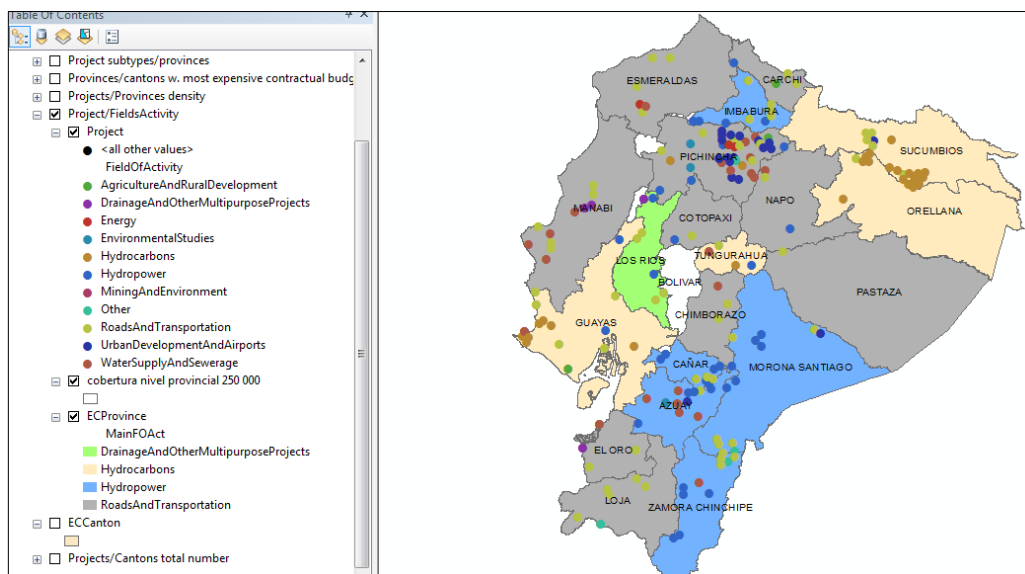 Table Of Contents
Project subtypes/provinces
Provinces/cantons w. most expensive contractual budg
Projects/Provinces density
Project/FieldsActivity
Project
<all other values>
FieldOfActivity
AgricultureAndRuralDevelopment
DrainageAndOtherMultipurposeProjects
Energy
EnvironmentalStudies
Hydrocarbons
Hydropower
MiningAndEnvironment
Other
RoadsAndTransportation
UrbanDevelopmentAndAirports
WaterSupplyAndSewerage
cobertura nivel provincial 250 000
ECProvince
MainFOAct
DrainageAndOtherMultipurposeProjects
Hydrocarbons
Hydropower
RoadsAndTransportation
ECCanton
Projects/Cantons total number
ESMERALDAS
CARCHI
IMBABURA
SUCUMBIOS
PICHINCHA
NAPO
ORELLANA
MANABI
COTOPAXI
LOS RIOS
TUNGURAHUA
BOLIVAR
PASTAZA
CHIMBORAZO
GUAYAS
CAÑAR
MORONA SANTIAGO
AZUAY
EL ORO
LOJA
ZAMORA CHINCHIPE